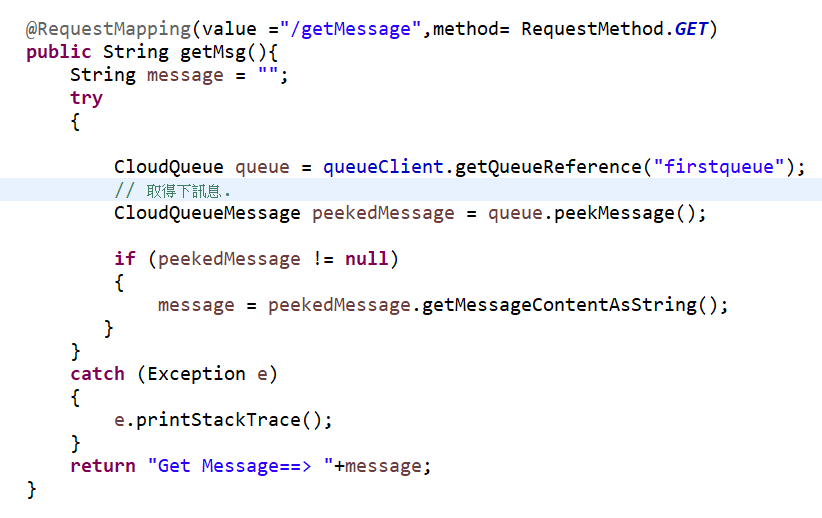 @RequestMapping(value ="/getMessage",method= RequestMethod.GET)
public String getMsg(){
String message = "";
try
{
CloudQueue queue = queueClient.getQueueReference("firstqueue");
// 取得下訊息.
CloudQueueMessage peekedMessage = queue.peekMessage();
if (peekedMessage != null)
{
message = peekedMessage.getMessageContentAsString();
}
}
catch (Exception e)
{
e.printStackTrace();
}
return "Get Message==> "+message;
}